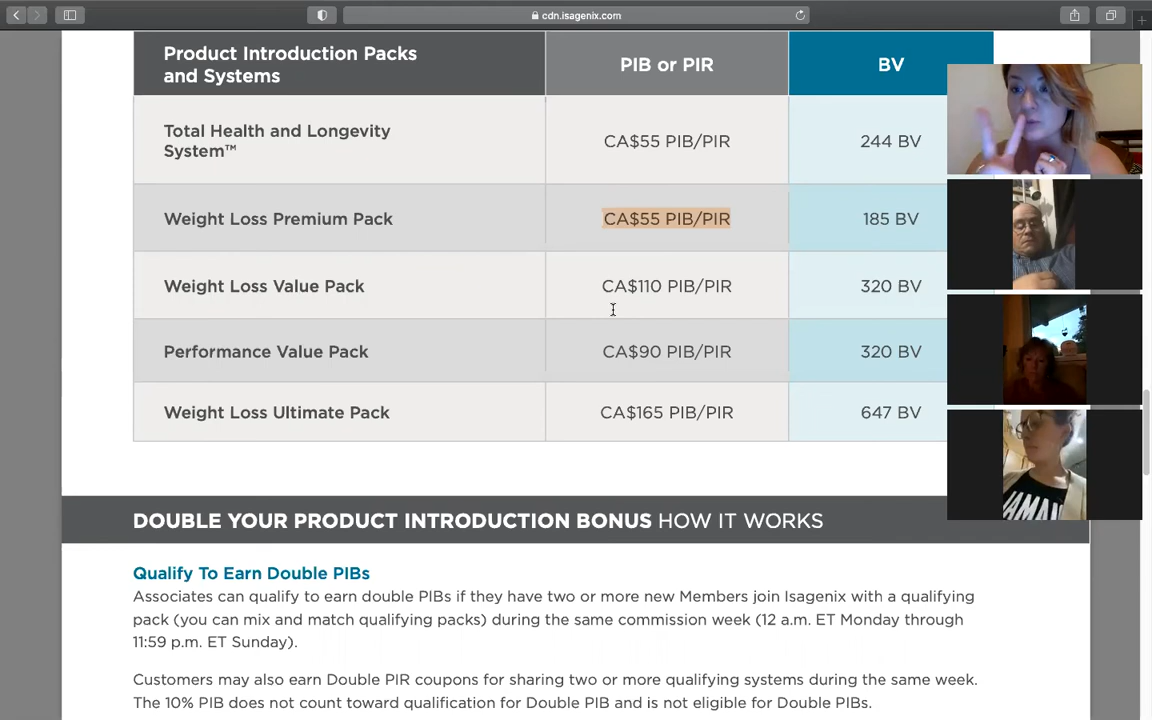 cdn.isagenix.com
Product Introduction Packs
and Systems
PIB or PIR
BV
Total Health and Longevity
System™
CA$55 PIB/PIR
244 BV
Weight Loss Premium Pack
CA$55 PIB/PIR
185 BV
Weight Loss Value Pack
CA$110 PIB/PIR
320 BV
Performance Value Pack
CA$90 PIB/PIR
320 BV
Weight Loss Ultimate Pack
CA$165 PIB/PIR
647 BV
DOUBLE YOUR PRODUCT INTRODUCTION BONUS HOW IT WORKS
Qualify To Earn Double PIBs
Associates can qualify to earn double PIBs if they have two or more new Members join Isagenix with a qualifying
pack (you can mix and match qualifying packs) during the same commission week (12 a.m. ET Monday through
11:59 p.m. ET Sunday).
Customers may also earn Double PIR coupons for sharing two or more qualifying systems during the same week.
The 10% PIB does not count toward qualification for Double PIB and is not eligible for Double PIBs.